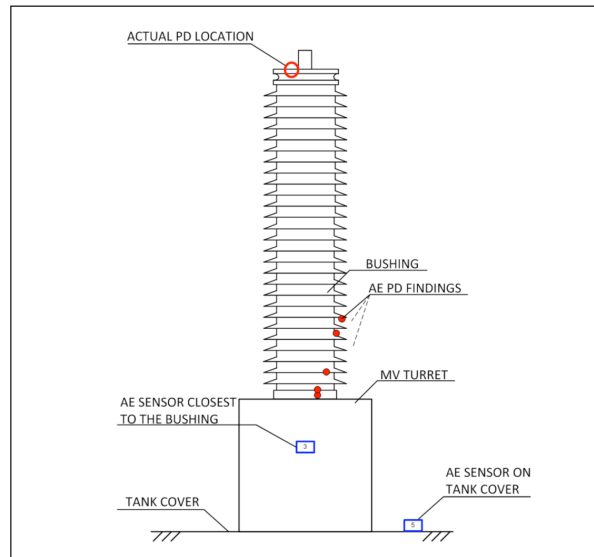 ACTUAL PD LOCATION
BUSHING
AE PD FINDINGS
MV TURRET
AE SENSOR CLOSEST
TO THE BUSHING
3
AE SENSOR ON
TANK COVER
TANK COVER
5